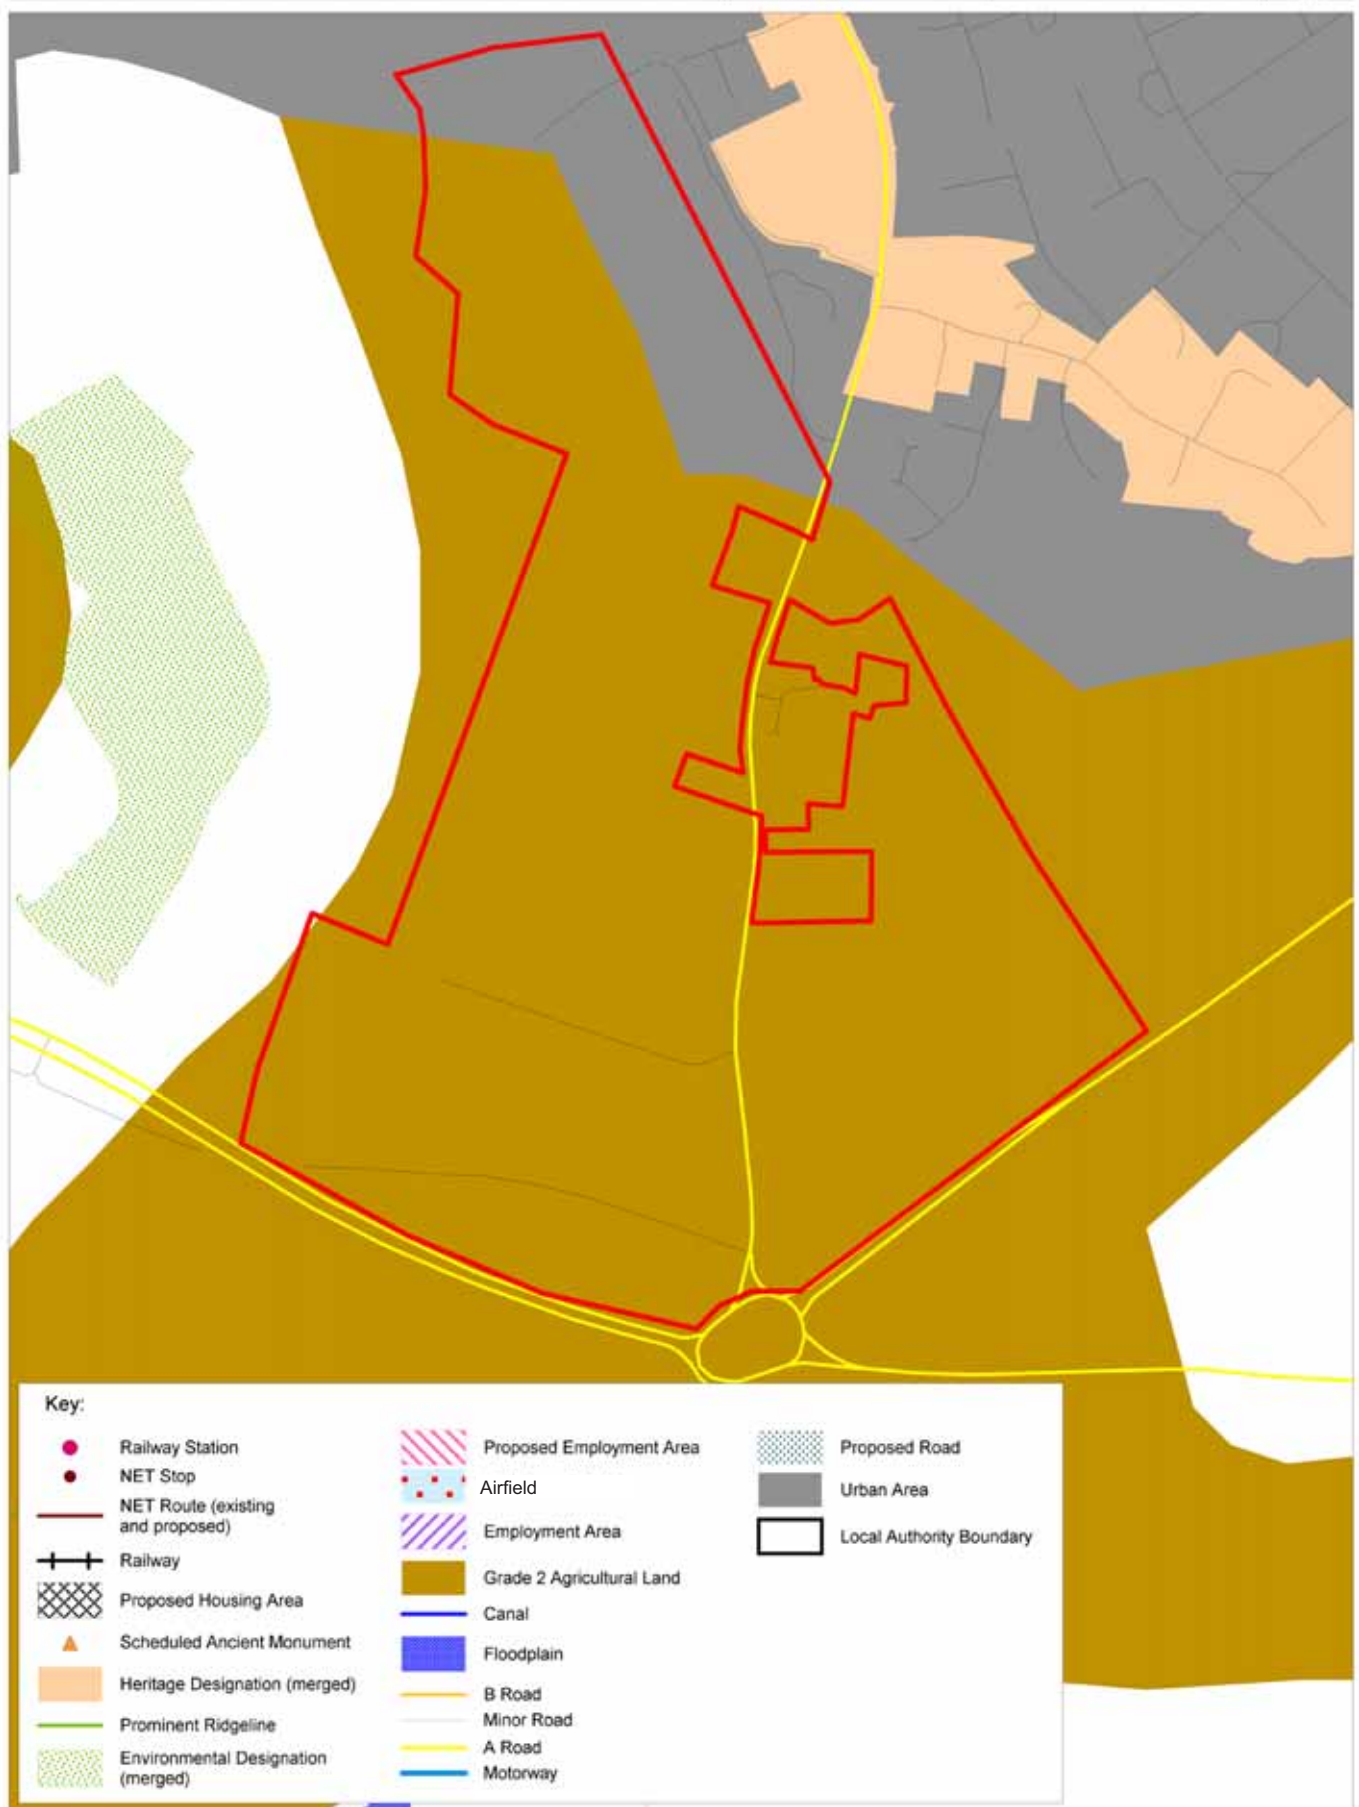 Key:
Railway Station
NET Stop
NET Route (existing
and proposed)
Railway
Proposed Housing Area
Scheduled Ancient Monument
Heritage Designation (merged)
Prominent Ridgeline
Environmental Designation
(merged)
Proposed Employment Area
Airfield
Employment Area
Grade 2 Agricultural Land
Canal
Floodplain
B Road
Minor Road
A Road
Motorway
Proposed Road
Urban Area
Local Authority Boundary